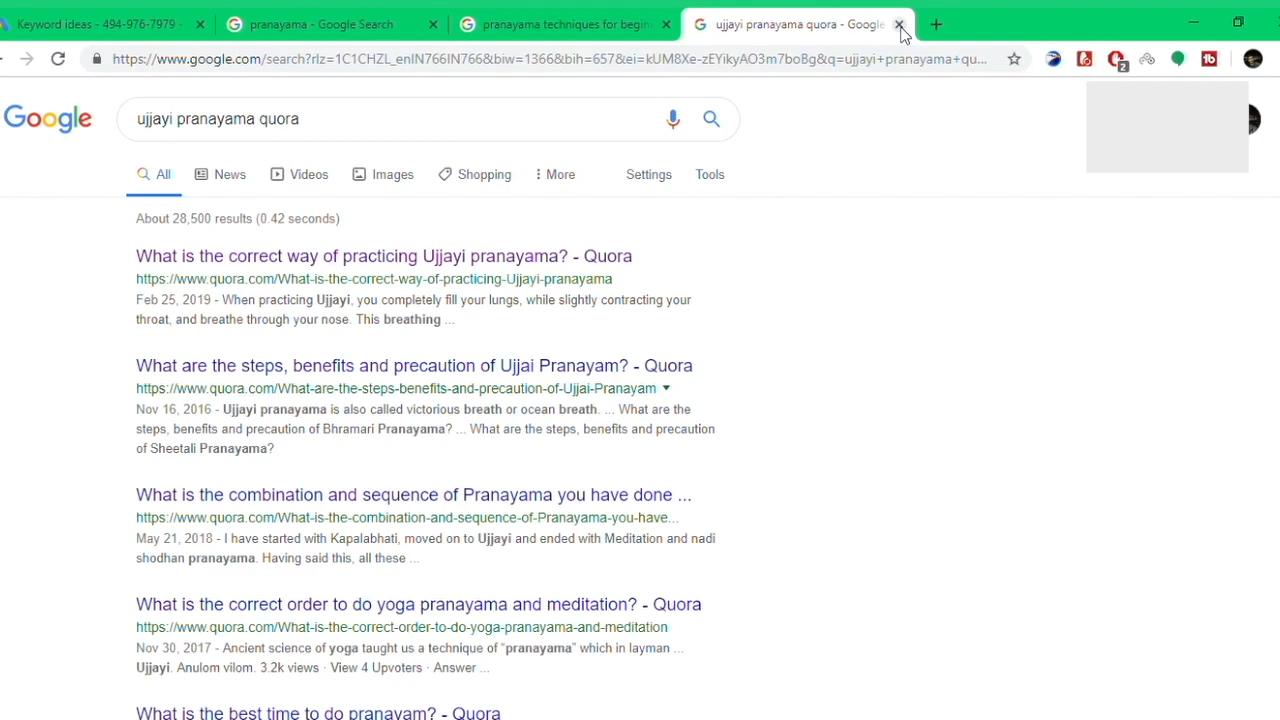 Keyword ideas - 494-976-7979 -
pranayama - Google Search
pranayama techniques for begin
ujjayi pranayama quora - Google
https://www.google.com/search?rlz=1C1CHZL_enIN766IN766&biw=1366&bih=657&ei=kUM8Xe-zEYikyAO3m7boBg&q=ujjayi+pranayama+qu...
2
Google
ujjayi pranayama quora
All
News
Videos
Images
Shopping
More
Settings
Tools
About 28,500 results (0.42 seconds)
What is the correct way of practicing Ujjayi pranayama? - Quora
https://www.quora.com/What-is-the-correct-way-of-practicing-Ujjayi-pranayama
Feb 25, 2019 - When practicing Ujjayi, you completely fill your lungs, while slightly contracting your
throat, and breathe through your nose. This breathing ...
What are the steps, benefits and precaution of Ujjai Pranayam? - Quora
https://www.quora.com/What-are-the-steps-benefits-and-precaution-of-Ujjai-Pranayam
Nov 16, 2016 - Ujjayi pranayama is also called victorious breath or ocean breath. ... What are the
steps, benefits and precaution of Bhramari Pranayama? ... What are the steps, benefits and precaution
of Sheetali Pranayama?
What is the combination and sequence of Pranayama you have done ...
https://www.quora.com/What-is-the-combination-and-sequence-of-Pranayama-you-have...
May 21, 2018 - I have started with Kapalabhati, moved on to Ujjayi and ended with Meditation and nadi
shodhan pranayama. Having said this, all these ...
What is the correct order to do yoga pranayama and meditation? - Quora
https://www.quora.com/What-is-the-correct-order-to-do-yoga-pranayama-and-meditation
Nov 30, 2017 - Ancient science of yoga taught us a technique of “pranayama” which in layman ...
Ujjayi. Anulom vilom. 3.2k views · View 4 Upvoters · Answer ...
What is the best time to do pranayam? - Quora